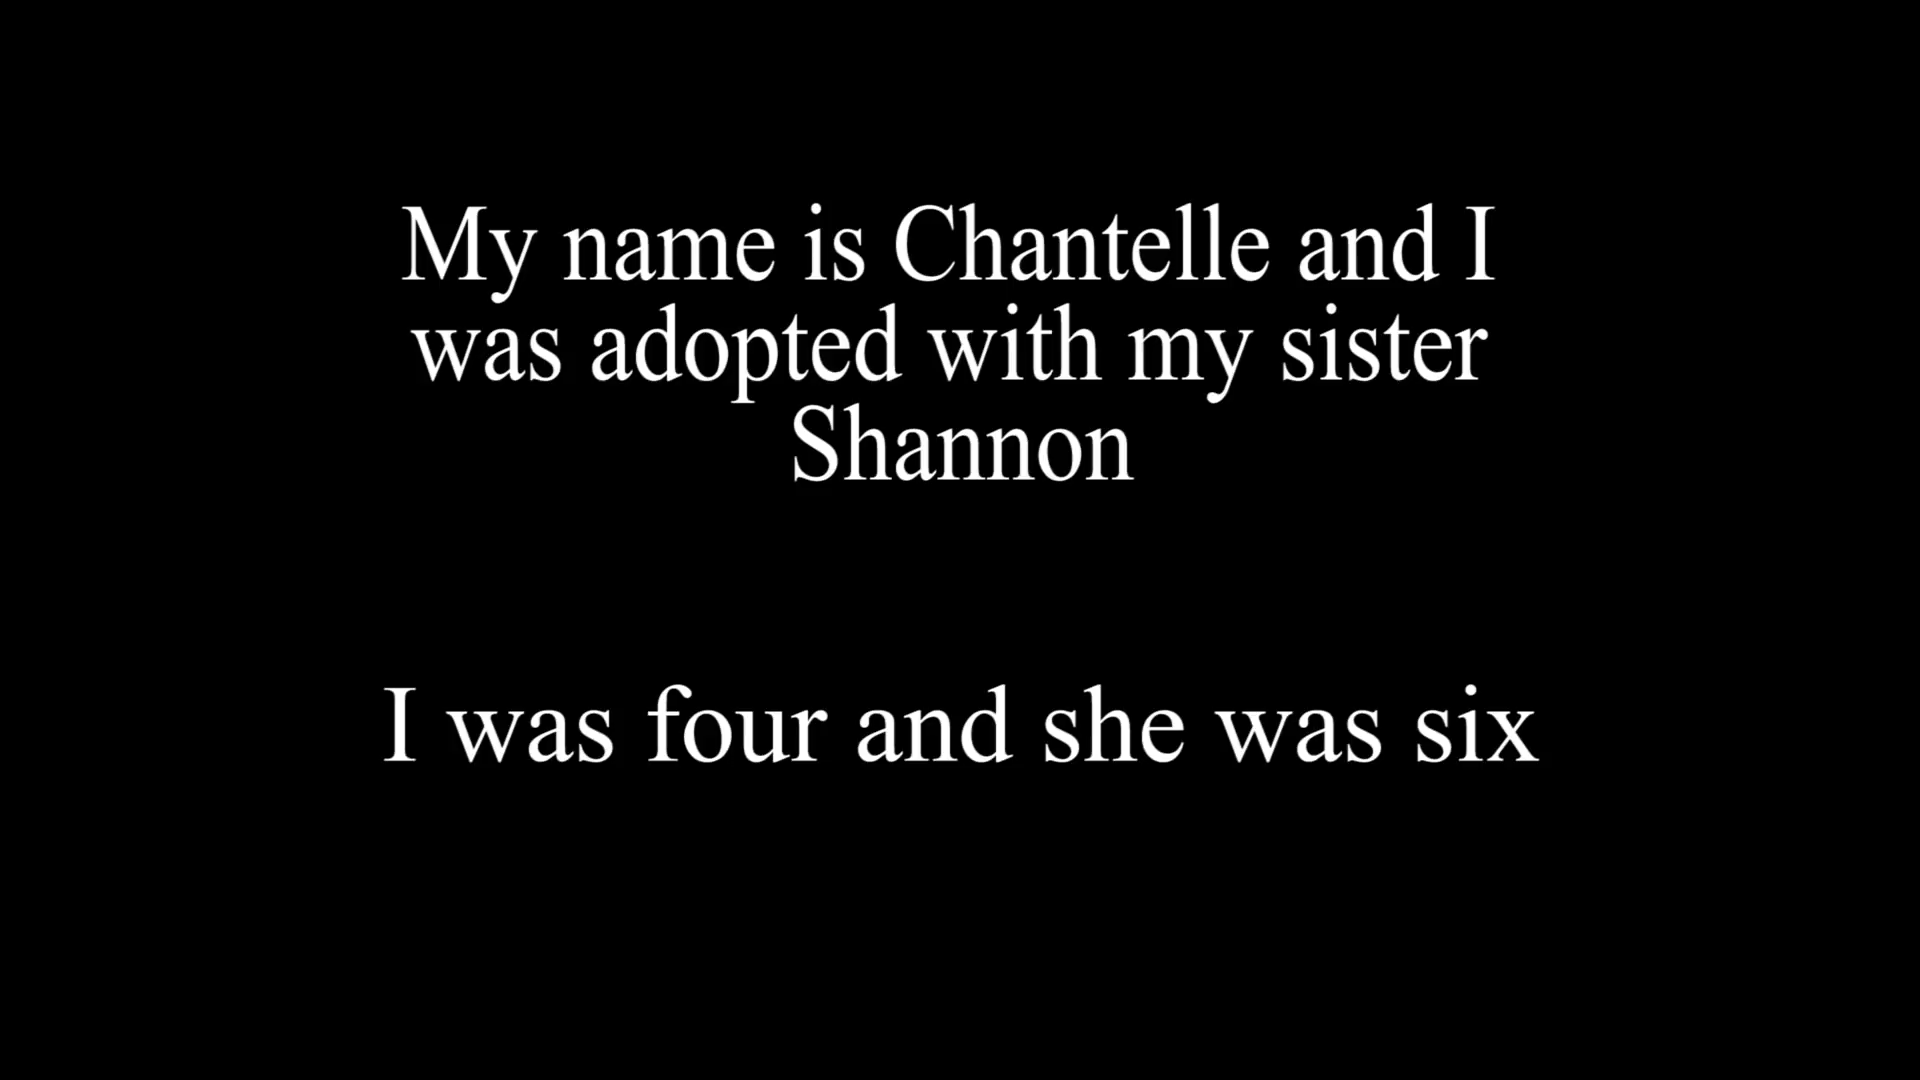 My name is Chantelle and I
was adopted with my sister
Shannon
I was four and she was six